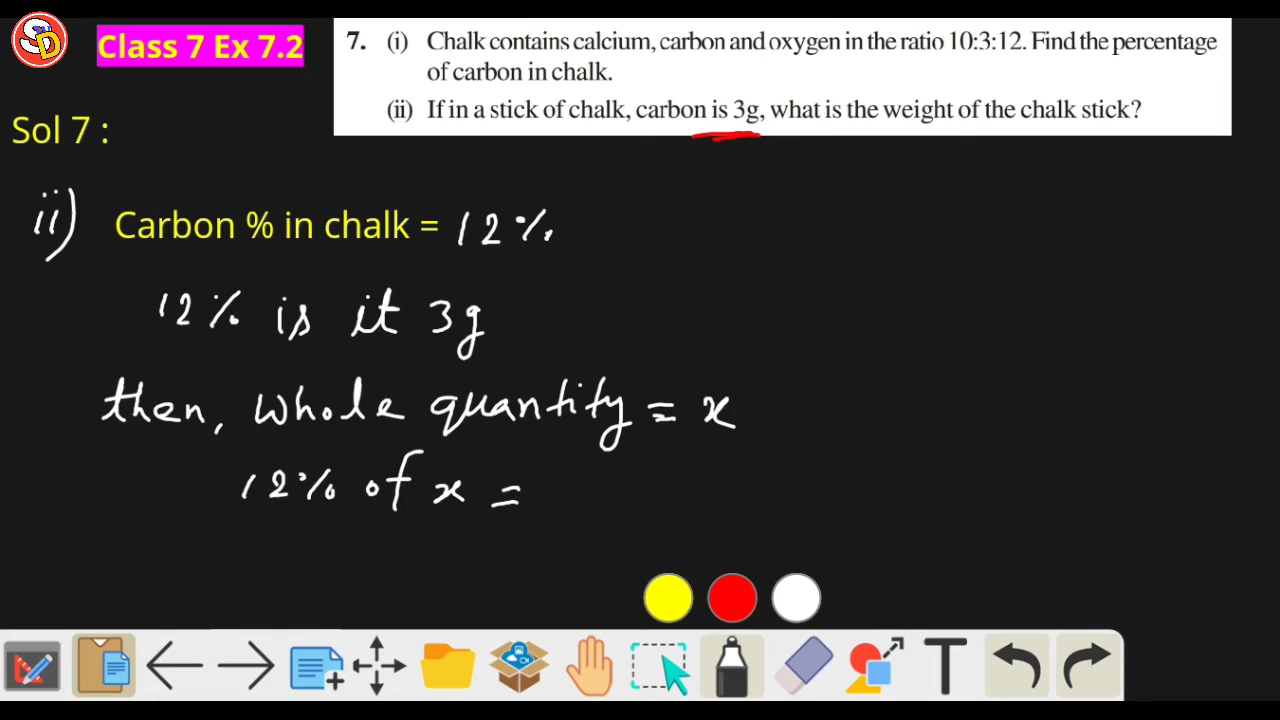 SD
Class 7 Ex 7.2
7. (i) Chalk contains calcium, carbon and oxygen in the ratio 10:3:12. Find the percentage
of carbon in chalk.
(ii) If in a stick of chalk, carbon is 3g, what is the weight of the chalk stick?
Sol 7 :
ii) Carbon % in chalk = 12%
12% is it 3g
then, whole quantity = x
12% of x =
T